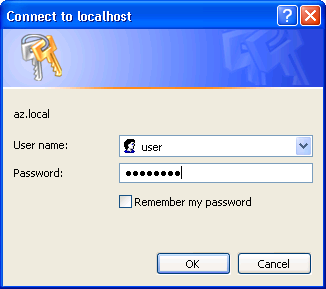 Connect to localhost
az.local
User name: user
Password: ●●●●●●●●
Remember my password
OK Cancel